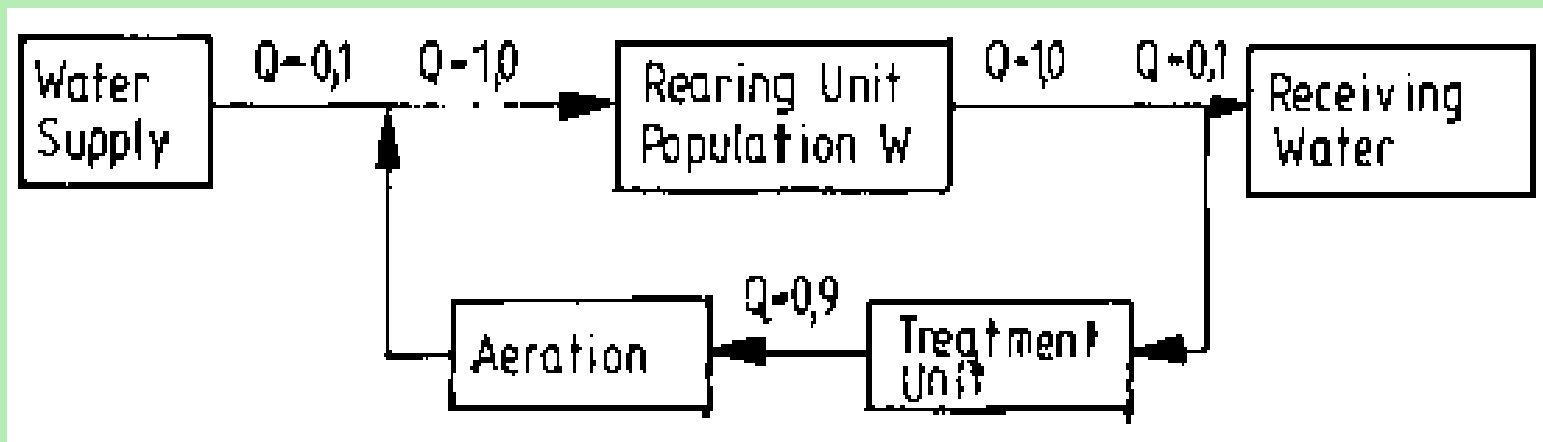 Water
Supply
Q=0,1
Q=1,0
Rearing Unit
Population W
Q=1,0
Q=0,1
Receiving
Water
Aeration
Q=0,9
Treatment
Unit